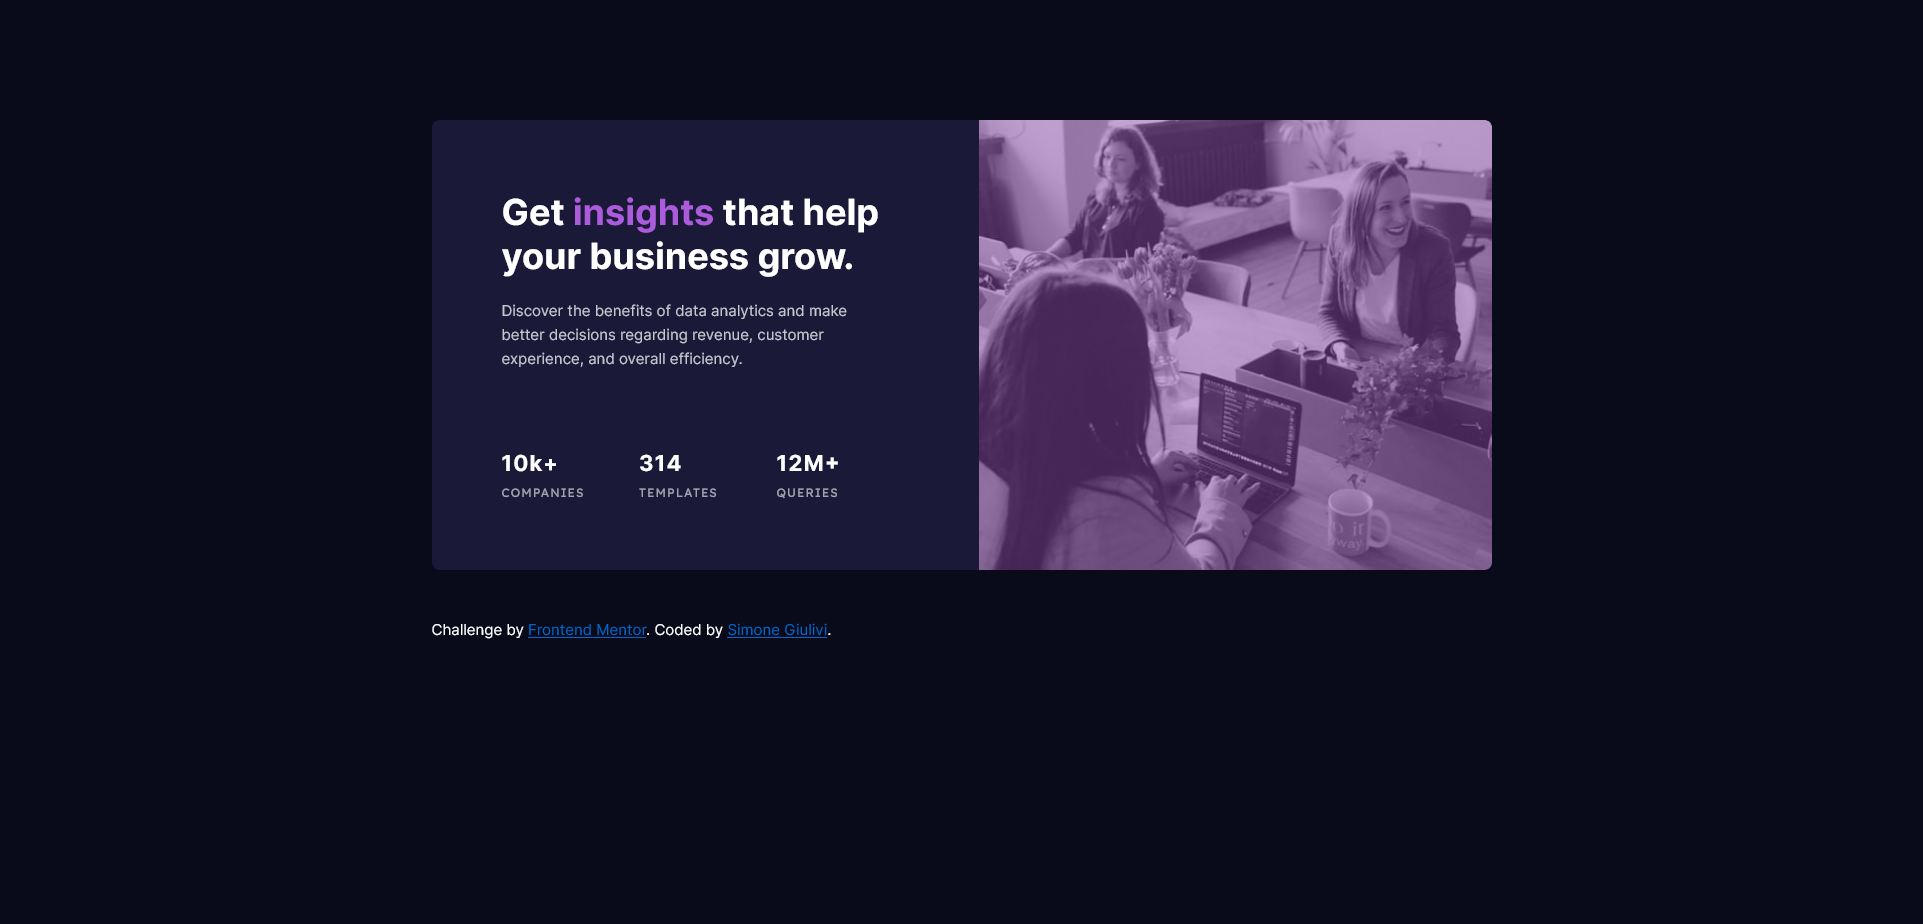 Get insights that help
your business grow.
Discover the benefits of data analytics and make
better decisions regarding revenue, customer
experience, and overall efficiency.
10k+ 314 12M+
COMPANIES TEMPLATES QUERIES
Challenge by Frontend Mentor. Coded by Simone Giulivi.